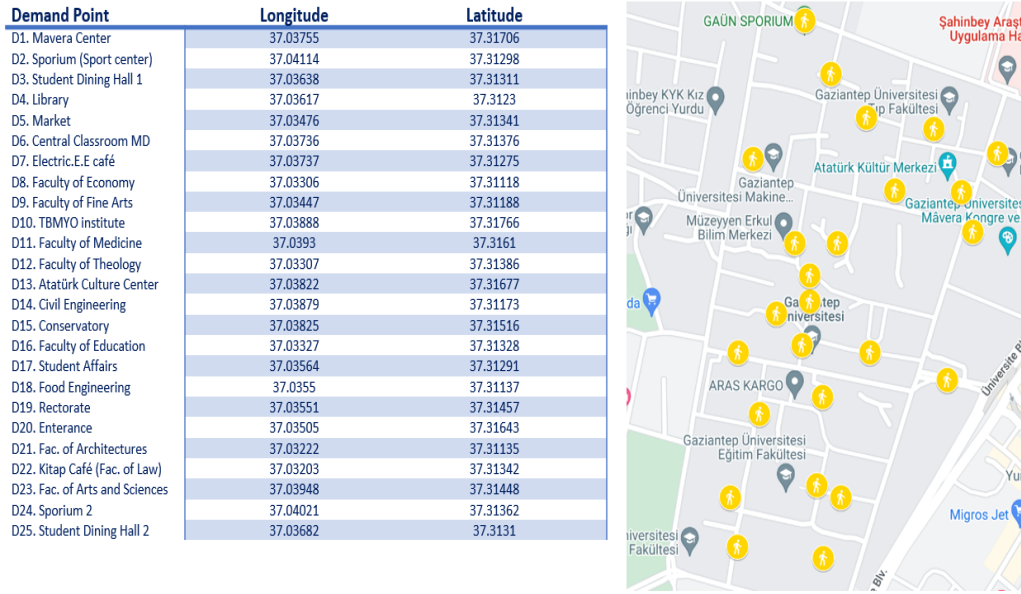 Demand Point Longitude Latitude
D1. Mavera Center 37.03755 37.31706
D2. Sporium (Sport center) 37.04114 37.31298
D3. Student Dining Hall 1 37.03638 37.31311
D4. Library 37.03617 37.3123
D5. Market 37.03476 37.31341
D6. Central Classroom MD 37.03736 37.31376
D7. Electric.E.E café 37.03737 37.31275
D8. Faculty of Economy 37.03306 37.31118
D9. Faculty of Fine Arts 37.03447 37.31188
D10. TBMYO institute 37.03888 37.31766
D11. Faculty of Medicine 37.0393 37.3161
D12. Faculty of Theology 37.03307 37.31386
D13. Atatürk Culture Center 37.03822 37.31677
D14. Civil Engineering 37.03879 37.31173
D15. Conservatory 37.03825 37.31516
D16. Faculty of Education 37.03327 37.31328
D17. Student Affairs 37.03564 37.31291
D18. Food Engineering 37.0355 37.31137
D19. Rectorate 37.03551 37.31457
D20. Enterance 37.03505 37.31643
D21. Fac. of Architectures 37.03222 37.31135
D22. Kitap Café (Fac. of Law) 37.03203 37.31342
D23. Fac. of Arts and Sciences 37.03948 37.31448
D24. Sporium 2 37.04021 37.31362
D25. Student Dining Hall 2 37.03682 37.3131
GAÜN SPORIUM
Şahinbey Araşt
Uygulama Ha
inbey KYK Kız
Öğrenci Yurdu
Gaziantep Üniversitesi
Tıp Fakültesi
Atatürk Kültür Merkezi
Gaziantep
Üniversitesi Makine...
Gaziantep Üniversites
Mâvera Kongre ve
Müzeyyen Erkul
Bilim Merkezi
da
Ga tep
niversitesi
ARAS KARGO
Üniversite B
Gaziantep Üniversitesi
Eğitim Fakültesi
Yu
Migros Jet
iversitesi
Fakültesi
Blv.